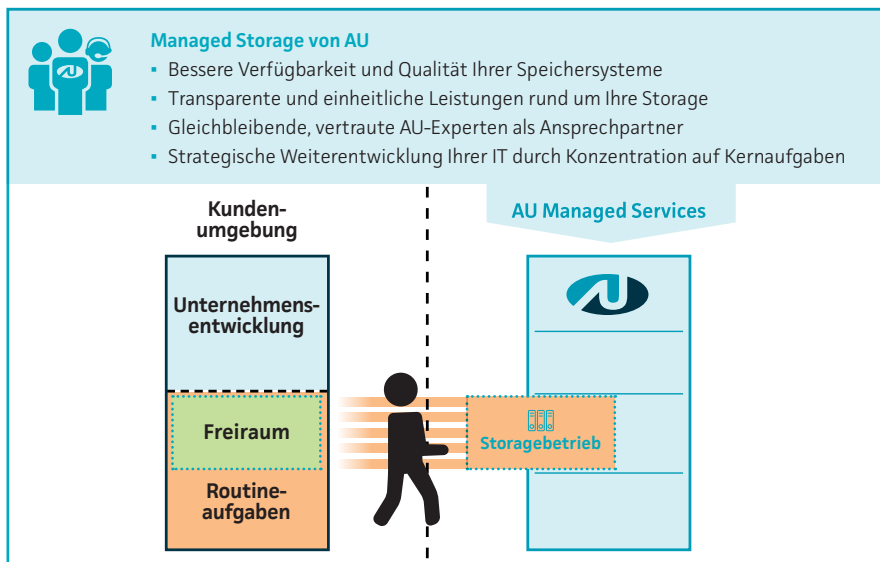 Managed Storage von AU
▪ Bessere Verfügbarkeit und Qualität Ihrer Speichersysteme
▪ Transparente und einheitliche Leistungen rund um Ihre Storage
▪ Gleichbleibende, vertraute AU-Experten als Ansprechpartner
▪ Strategische Weiterentwicklung Ihrer IT durch Konzentration auf Kernaufgaben
Kunden-
umgebung
AU Managed Services
Unternehmens-
entwicklung
AU
Freiraum
Storagebetrieb
Routine-
aufgaben